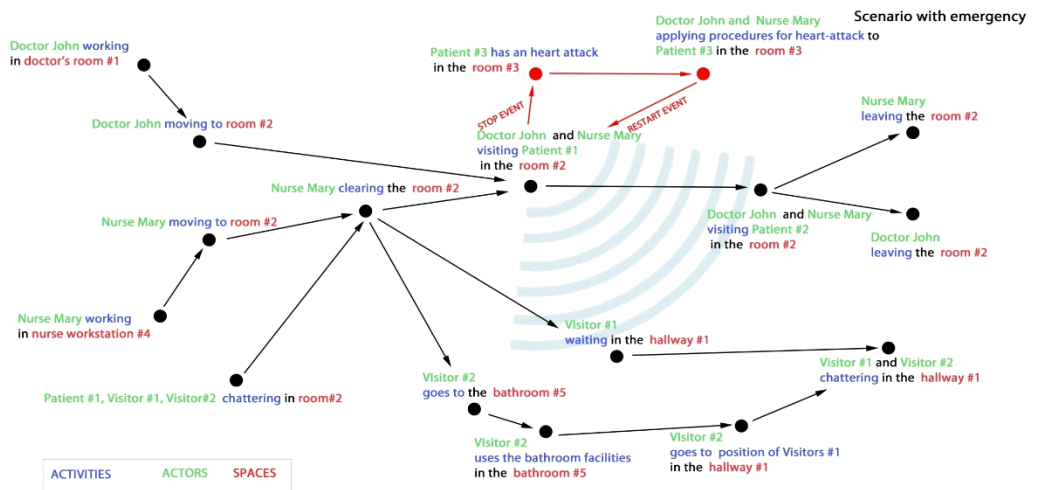 Scenario with emergency
Doctor John working
in doctor's room #1
Patient #3 has an heart attack
in the room #3
Doctor John and Nurse Mary
applying procedures for heart-attack to
Patient #3 in the room #3
STOP EVENT
RESTART EVENT
Doctor John moving to room #2
Doctor John and Nurse Mary
visiting Patient #1
in the room #2
Nurse Mary
leaving the room #2
Nurse Mary clearing the room #2
Nurse Mary moving to room #2
Doctor John and Nurse Mary
visiting Patient #2
in the room #2
Doctor John
leaving the room #2
Nurse Mary working
in nurse workstation #4
Visitor #1
waiting in the hallway #1
Patient #1, Visitor #1, Visitor#2 chattering in room#2
VIsitor #2
goes to the bathroom #5
Visitor #1 and Visitor #2
chattering in the hallway #1
VIsitor #2
uses the bathroom facilities
in the bathroom #5
VIsitor #2
goes to position of Visitors #1
in the hallway #1
ACTIVITIES ACTORS SPACES